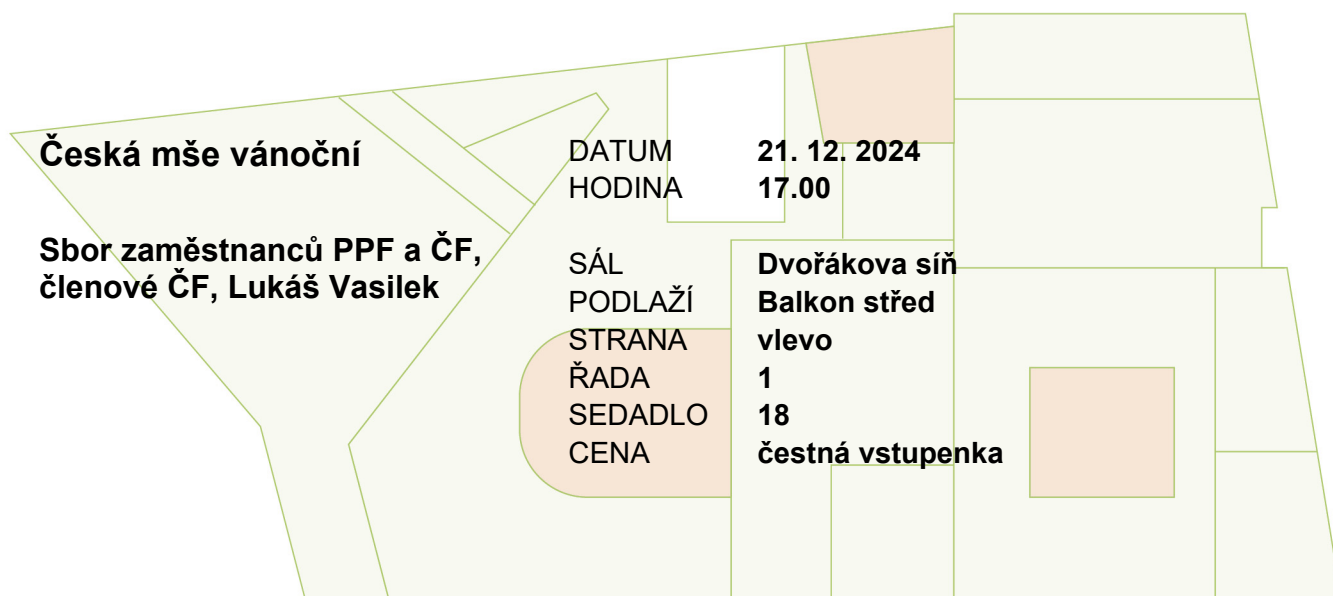 Česká mše vánoční
Sbor zaměstnanců PPF a ČF,
členové ČF, Lukáš Vasilek
DATUM 21. 12. 2024
HODINA 17.00
SÁL Dvořákova síň
PODLAŽÍ Balkon střed
STRANA vlevo
ŘADA 1
SEDADLO 18
CENA čestná vstupenka